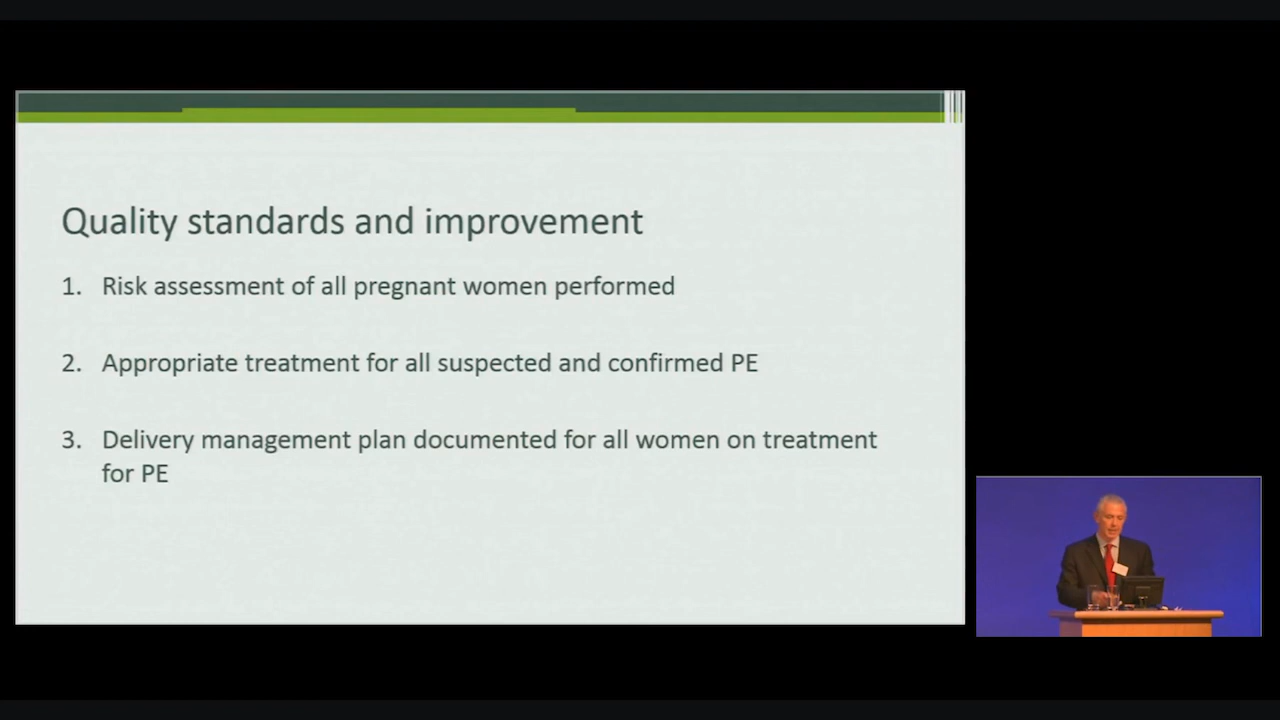 Quality standards and improvement
1. Risk assessment of all pregnant women performed
2. Appropriate treatment for all suspected and confirmed PE
3. Delivery management plan documented for all women on treatment
for PE